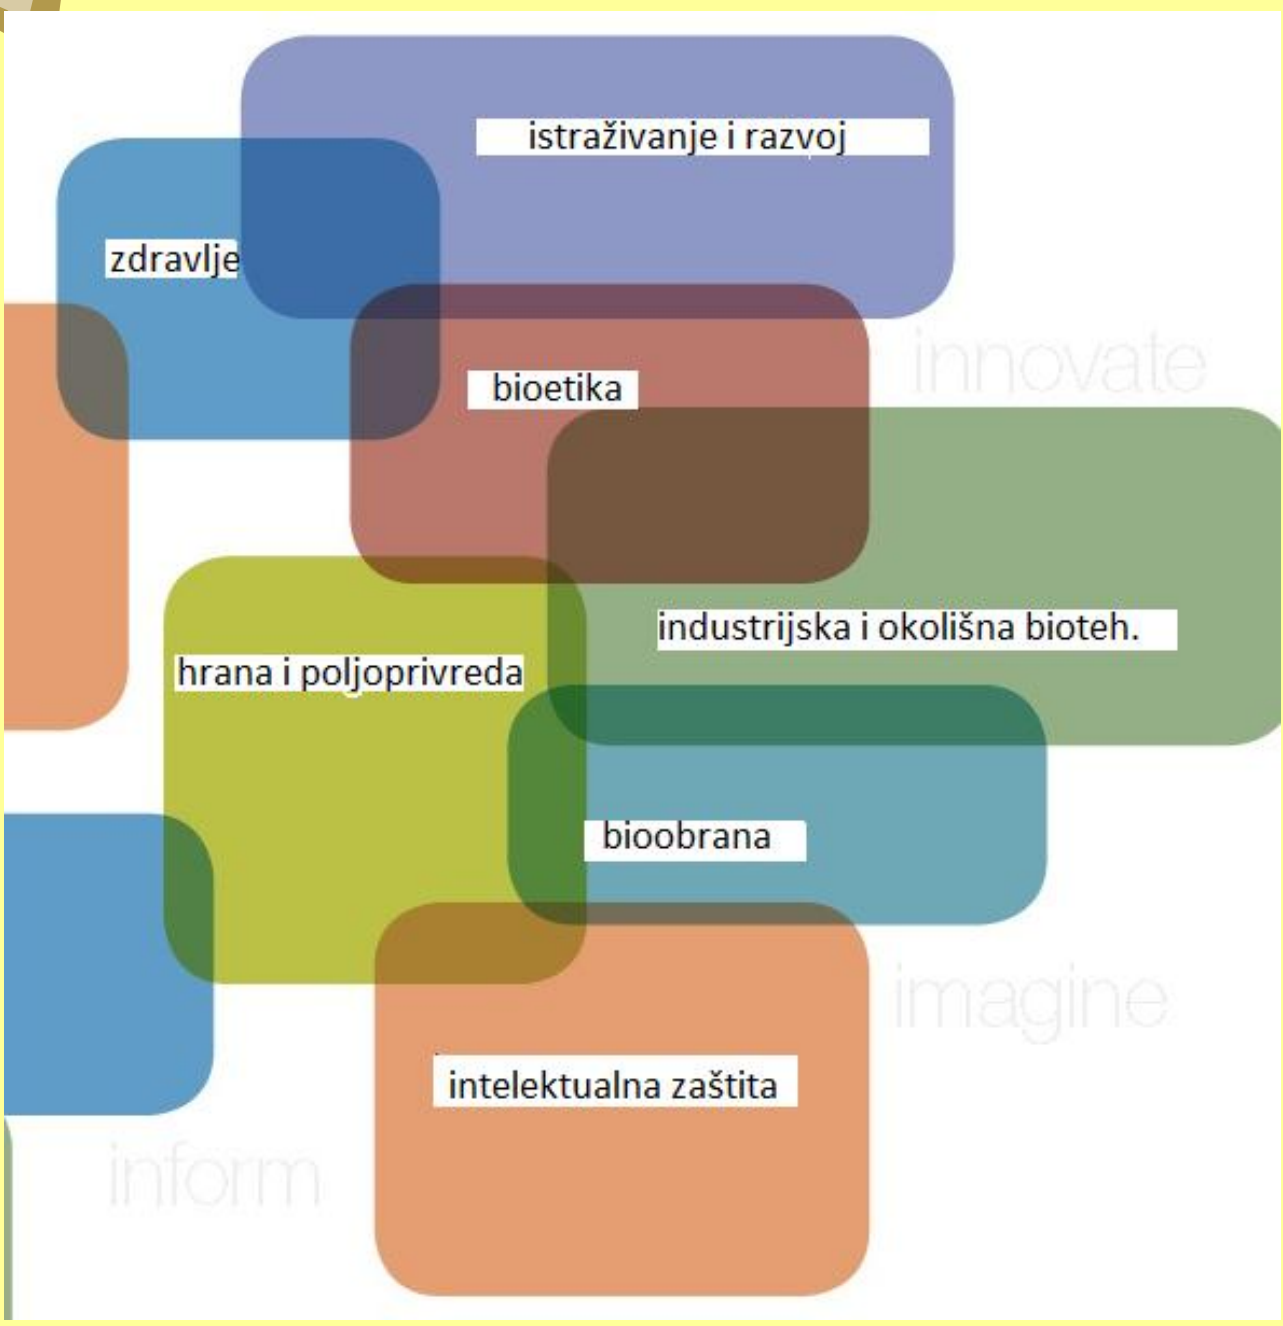 istraživanje i razvoj
zdravlje
innovate
bioetika
industrijska i okolišna bioteh.
hrana i poljoprivreda
bioobrana
imagine
intelektualna zaštita
inform